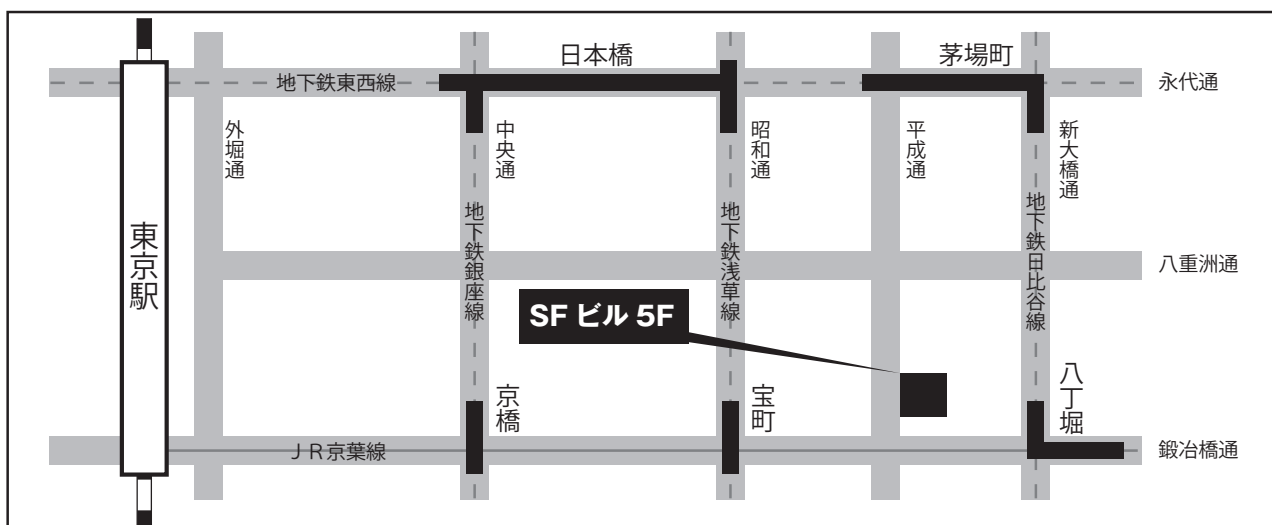 日本橋
茅場町
地下鉄東西線
永代通
外堀通
中央通
昭和通
平成通
新大橋通
東京駅
地下鉄銀座線
地下鉄浅草線
地下鉄日比谷線
八重洲通
SF ビル 5F
京橋
宝町
八丁堀
ＪＲ京葉線
鍛冶橋通